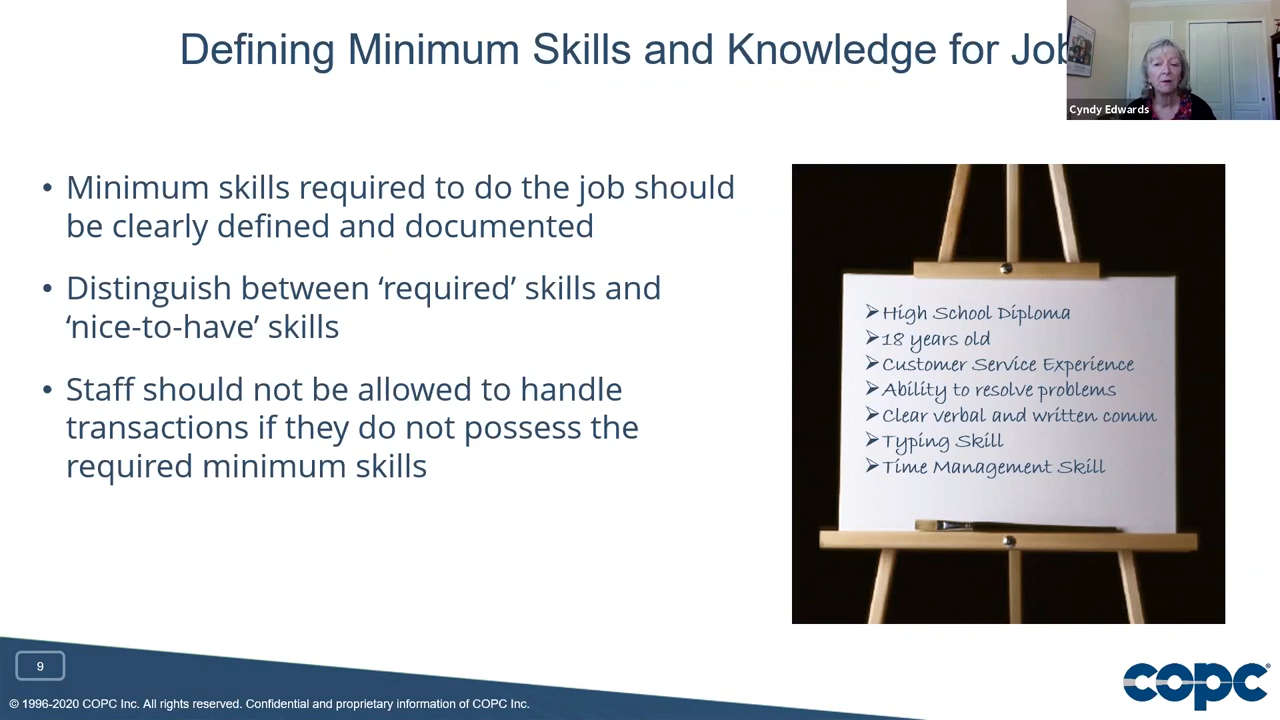 Defining Minimum Skills and Knowledge for Job
Cyndy Edwards
• Minimum skills required to do the job should
be clearly defined and documented
• Distinguish between ‘required’ skills and
‘nice-to-have’ skills
• Staff should not be allowed to handle
transactions if they do not possess the
required minimum skills
➢High School Diploma
➢18 years old
➢Customer Service Experience
➢Ability to resolve problems
➢Clear verbal and written comm
➢Typing Skill
➢Time Management Skill
9
© 1996-2020 COPC Inc. All rights reserved. Confidential and proprietary information of COPC Inc.
copc®